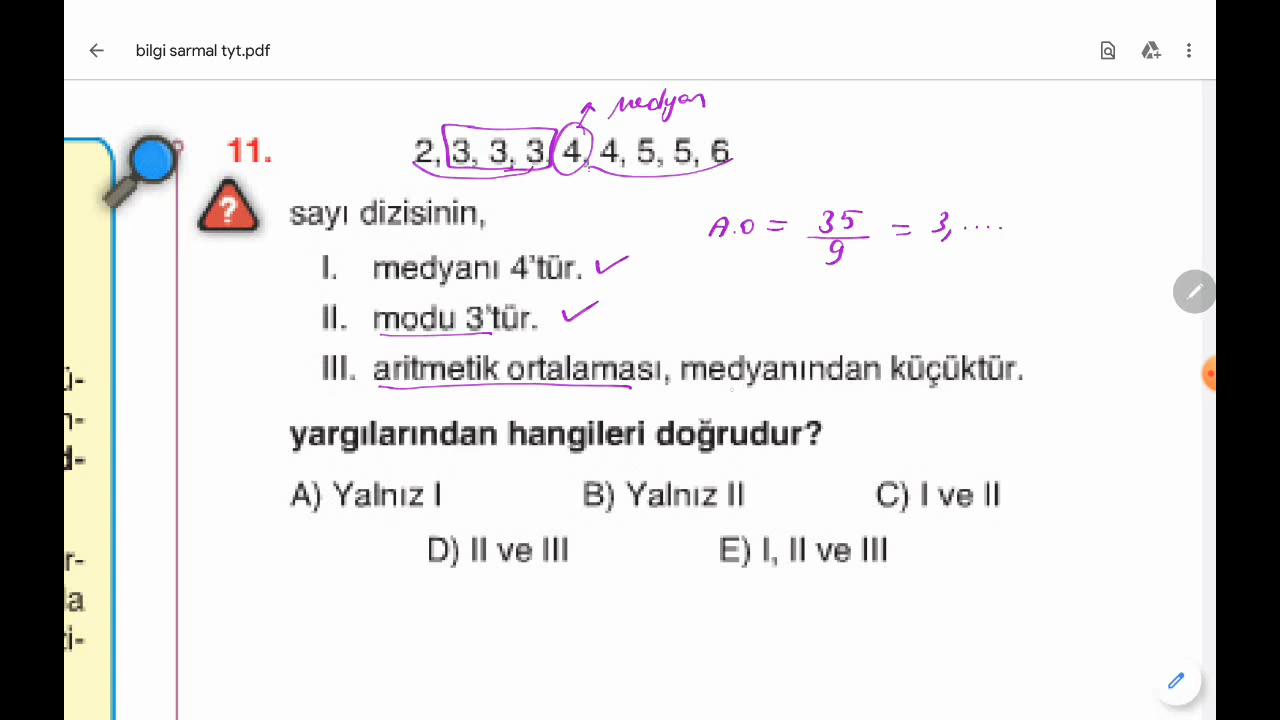 bilgi sarmal tyt.pdf
medyan
11. 2, 3, 3, 3, 4, 4, 5, 5, 6
?
sayı dizisinin,
A.O = 35/9 = 3, ....
I. medyanı 4'tür.
II. modu 3'tür.
III. aritmetik ortalaması, medyanından küçüktür.
yargılarından hangileri doğrudur?
A) Yalnız I B) Yalnız II C) I ve II
D) II ve III E) I, II ve III
ü-
d-
r-